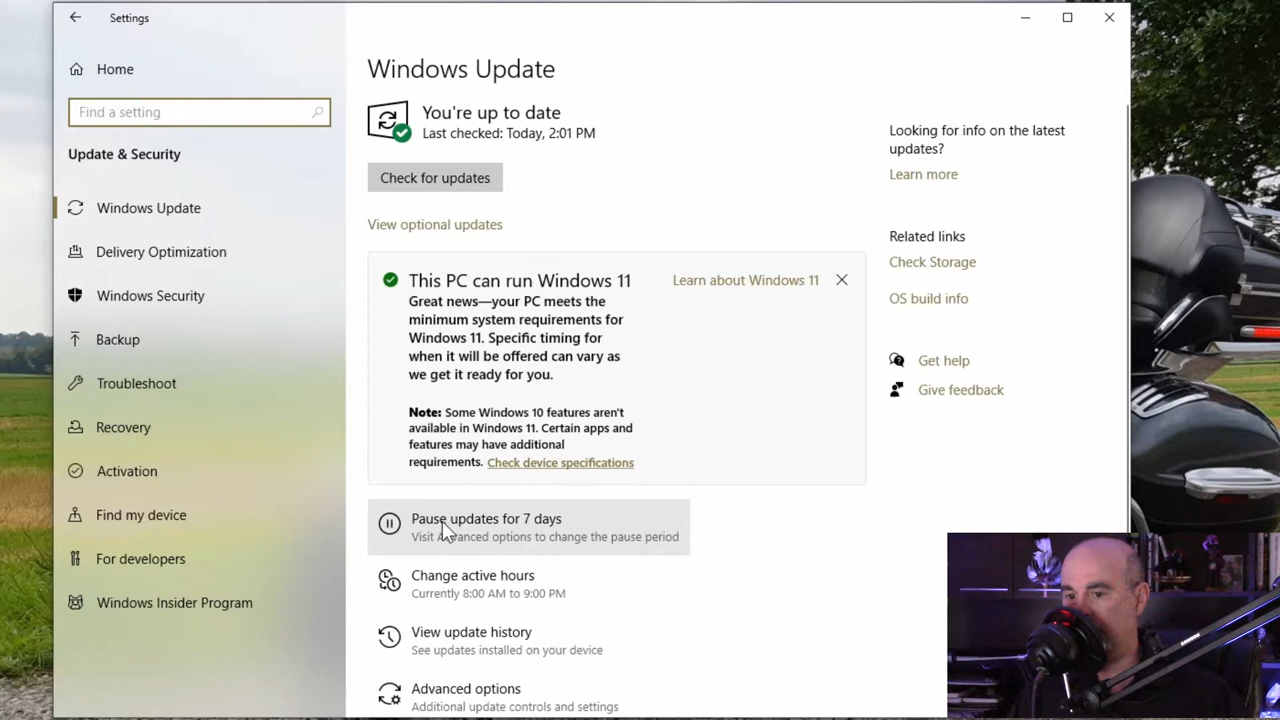 Settings
Home
Find a setting
Update & Security
Windows Update
Delivery Optimization
Windows Security
Backup
Troubleshoot
Recovery
Activation
Find my device
For developers
Windows Insider Program
Windows Update
You're up to date
Last checked: Today, 2:01 PM
Check for updates
View optional updates
This PC can run Windows 11
Learn about Windows 11
Great news—your PC meets the
minimum system requirements for
Windows 11. Specific timing for
when it will be offered can vary as
we get it ready for you.
Note: Some Windows 10 features aren't
available in Windows 11. Certain apps and
features may have additional
requirements. Check device specifications
Pause updates for 7 days
Visit Advanced options to change the pause period
Change active hours
Currently 8:00 AM to 9:00 PM
View update history
See updates installed on your device
Advanced options
Additional update controls and settings
Looking for info on the latest
updates?
Learn more
Related links
Check Storage
OS build info
Get help
Give feedback